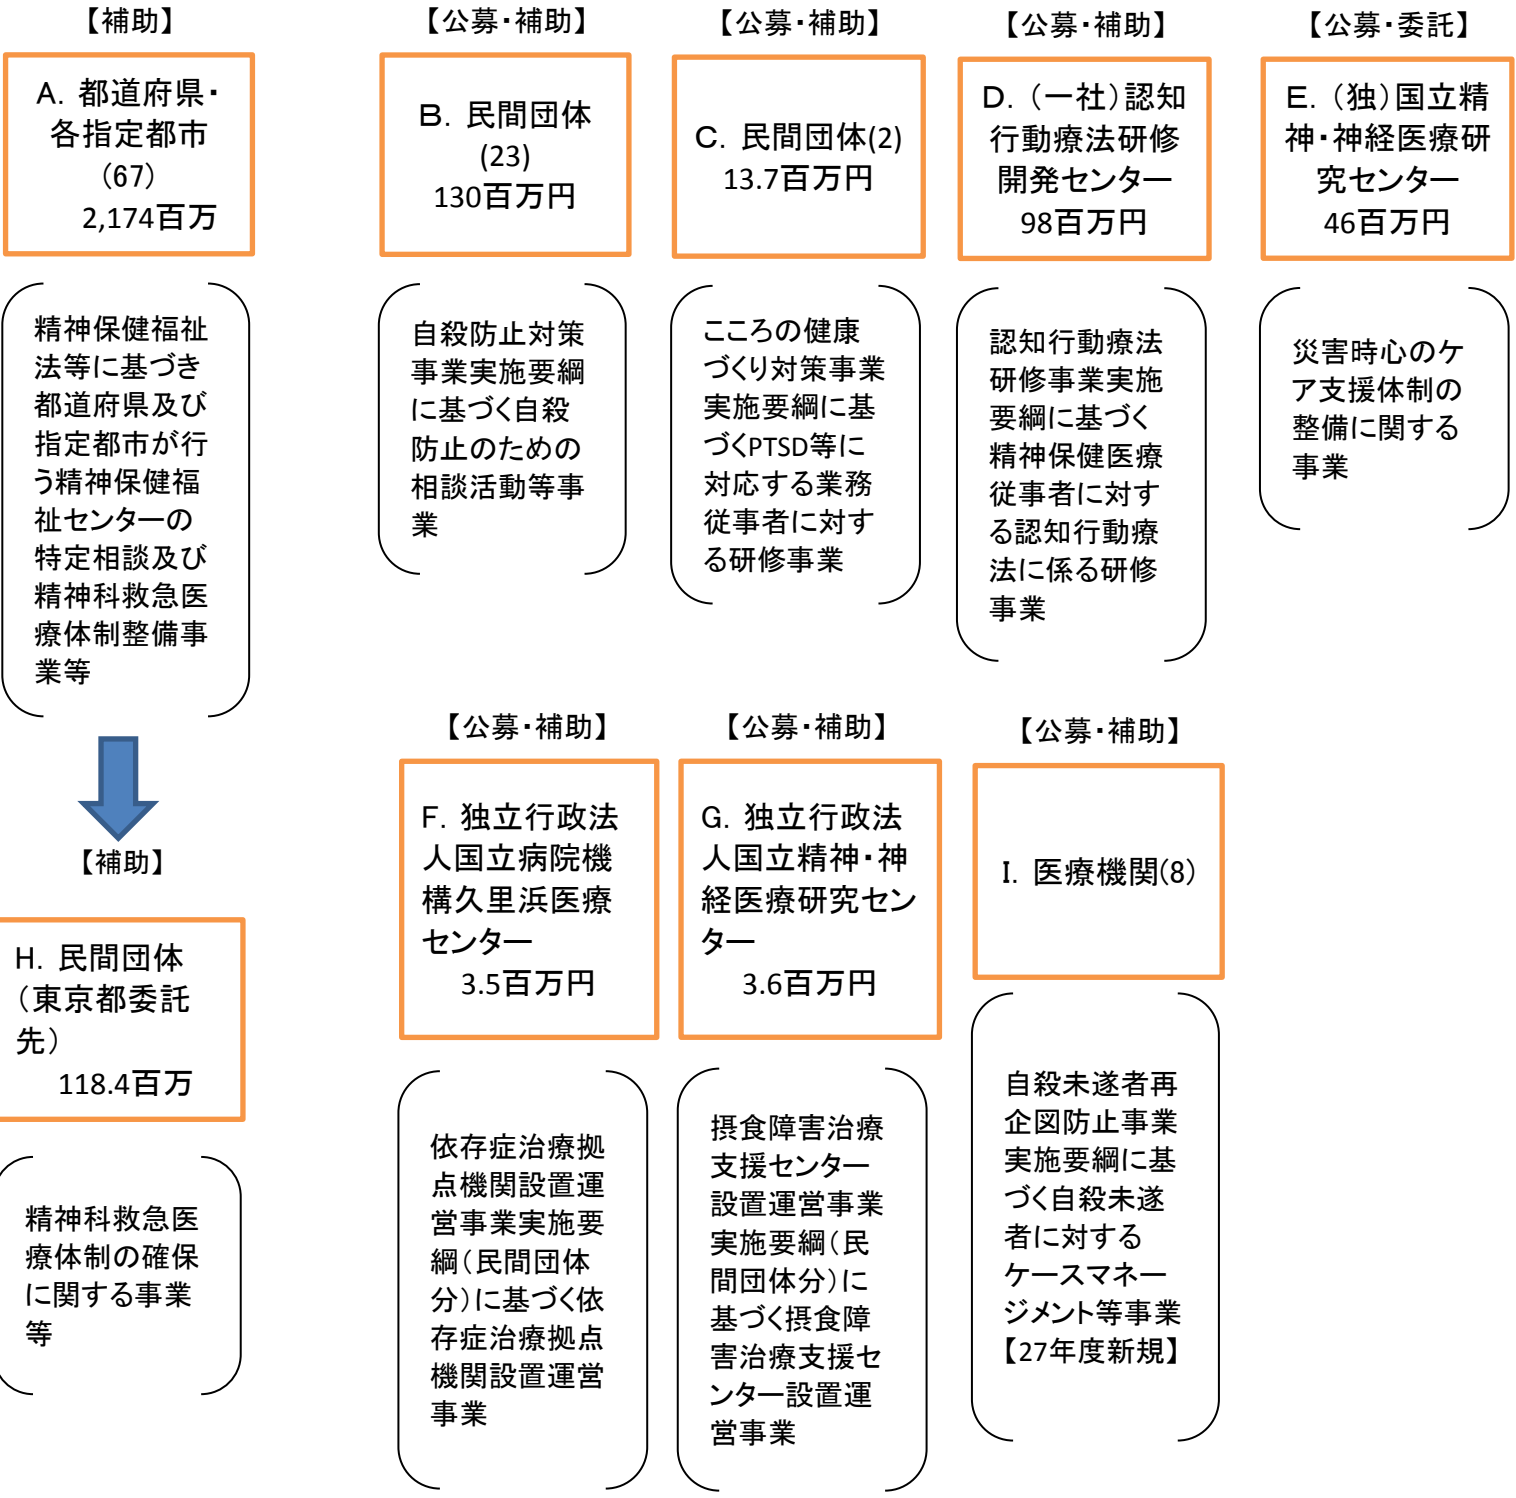 【補助】
A. 都道府県・
各指定都市
(67)
2,174百万
精神保健福祉
法等に基づき
都道府県及び
指定都市が行
う精神保健福
祉センターの
特定相談及び
精神科救急医
療体制整備事
業等
【公募・補助】
B. 民間団体
(23)
130百万円
自殺防止対策
事業実施要綱
に基づく自殺
防止のための
相談活動等事
業
【公募・補助】
C. 民間団体(2)
13.7百万円
こころの健康
づくり対策事業
実施要綱に基
づくPTSD等に
対応する業務
従事者に対す
る研修事業
【公募・補助】
D. (一社)認知
行動療法研修
開発センター
98百万円
認知行動療法
研修事業実施
要綱に基づく
精神保健医療
従事者に対す
る認知行動療
法に係る研修
事業
【公募・委託】
E. (独)国立精
神・神経医療研
究センター
46百万円
災害時心のケ
ア支援体制の
整備に関する
事業
【補助】
H. 民間団体
(東京都委託
先)
118.4百万
精神科救急医
療体制の確保
に関する事業
等
【公募・補助】
F. 独立行政法
人国立病院機
構久里浜医療
センター
3.5百万円
依存症治療拠
点機関設置運
営事業実施要
綱(民間団体
分)に基づく依
存症治療拠点
機関設置運営
事業
【公募・補助】
G. 独立行政法
人国立精神・神
経医療研究セン
ター
3.6百万円
摂食障害治療
支援センター
設置運営事業
実施要綱(民
間団体分)に
基づく摂食障
害治療支援セ
ンター設置運
営事業
【公募・補助】
I. 医療機関(8)
自殺未遂者再
企図防止事業
実施要綱に基
づく自殺未遂
者に対する
ケースマネー
ジメント等事業
【27年度新規】